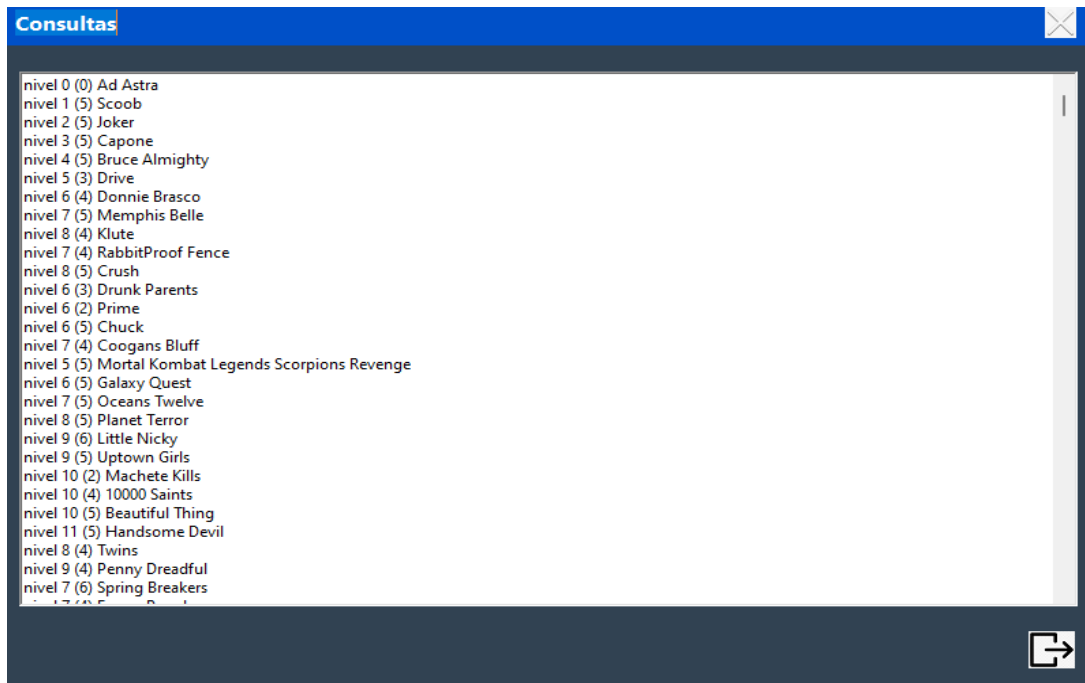 Consultas
nivel 0 (0) Ad Astra
nivel 1 (5) Scoob
nivel 2 (5) Joker
nivel 3 (5) Capone
nivel 4 (5) Bruce Almighty
nivel 5 (3) Drive
nivel 6 (4) Donnie Brasco
nivel 7 (5) Memphis Belle
nivel 8 (4) Klute
nivel 7 (4) RabbitProof Fence
nivel 8 (5) Crush
nivel 6 (3) Drunk Parents
nivel 6 (2) Prime
nivel 6 (5) Chuck
nivel 7 (4) Coogans Bluff
nivel 5 (5) Mortal Kombat Legends Scorpions Revenge
nivel 6 (5) Galaxy Quest
nivel 7 (5) Oceans Twelve
nivel 8 (5) Planet Terror
nivel 9 (6) Little Nicky
nivel 9 (5) Uptown Girls
nivel 10 (2) Machete Kills
nivel 10 (4) 10000 Saints
nivel 10 (5) Beautiful Thing
nivel 11 (5) Handsome Devil
nivel 8 (4) Twins
nivel 9 (4) Penny Dreadful
nivel 7 (6) Spring Breakers